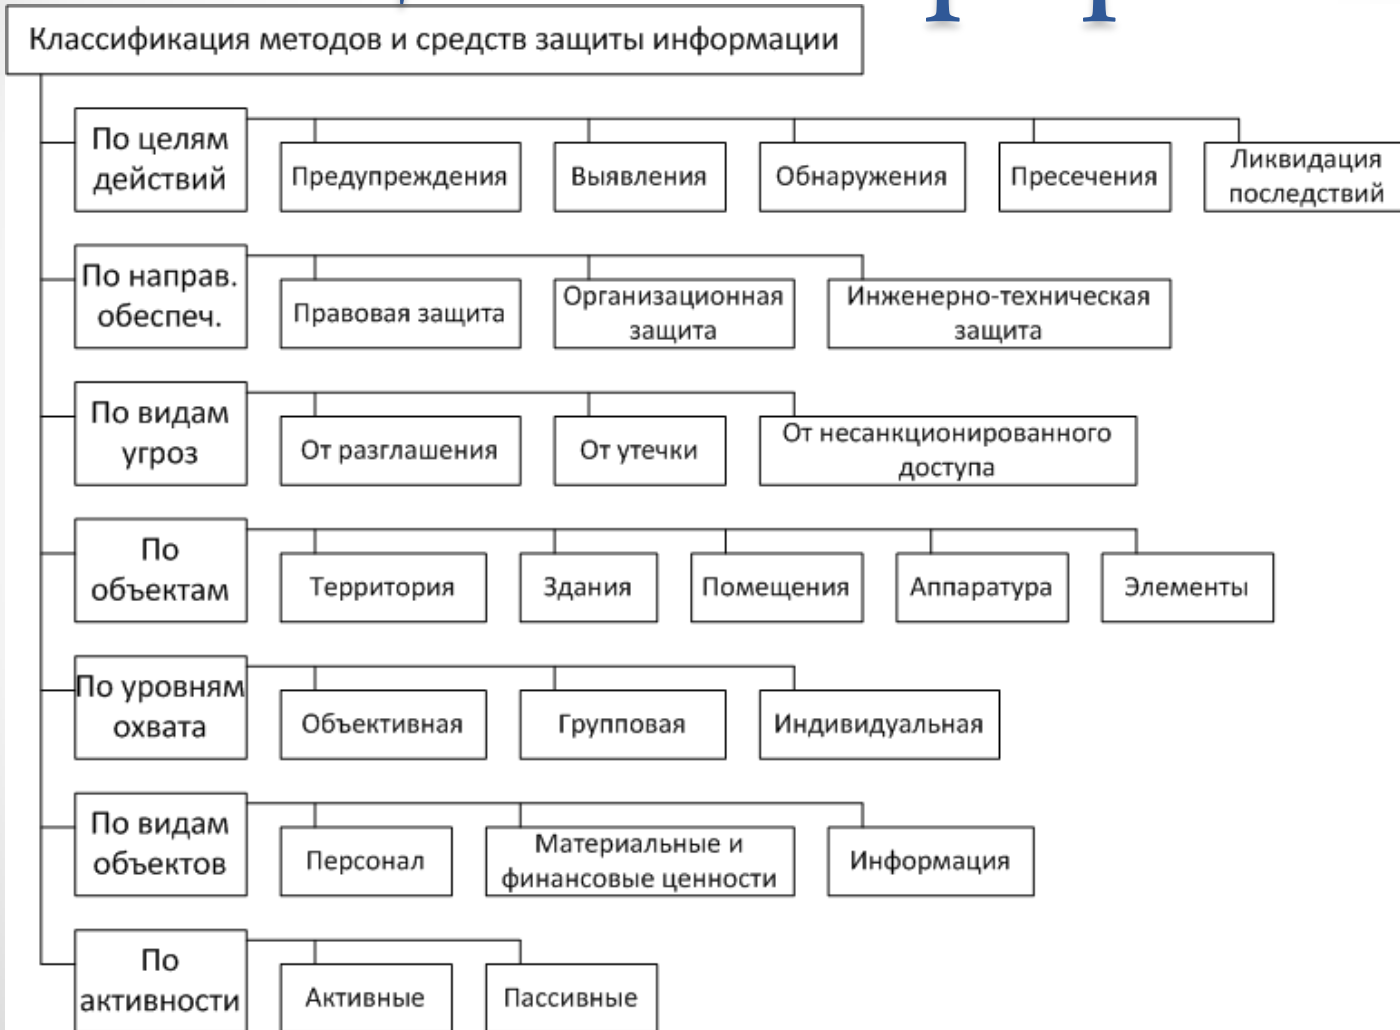 Классификация методов и средств защиты информации
По целям
действий
Предупреждения
Выявления
Обнаружения
Пресечения
Ликвидация
последствий
По направ.
обеспеч.
Правовая защита
Организационная
защита
Инженерно-техническая
защита
По видам
угроз
От разглашения
От утечки
От несанкционированного
доступа
По
объектам
Территория
Здания
Помещения
Аппаратура
Элементы
По уровням
охвата
Объективная
Групповая
Индивидуальная
По видам
объектов
Персонал
Материальные и
финансовые ценности
Информация
По
активности
Активные
Пассивные